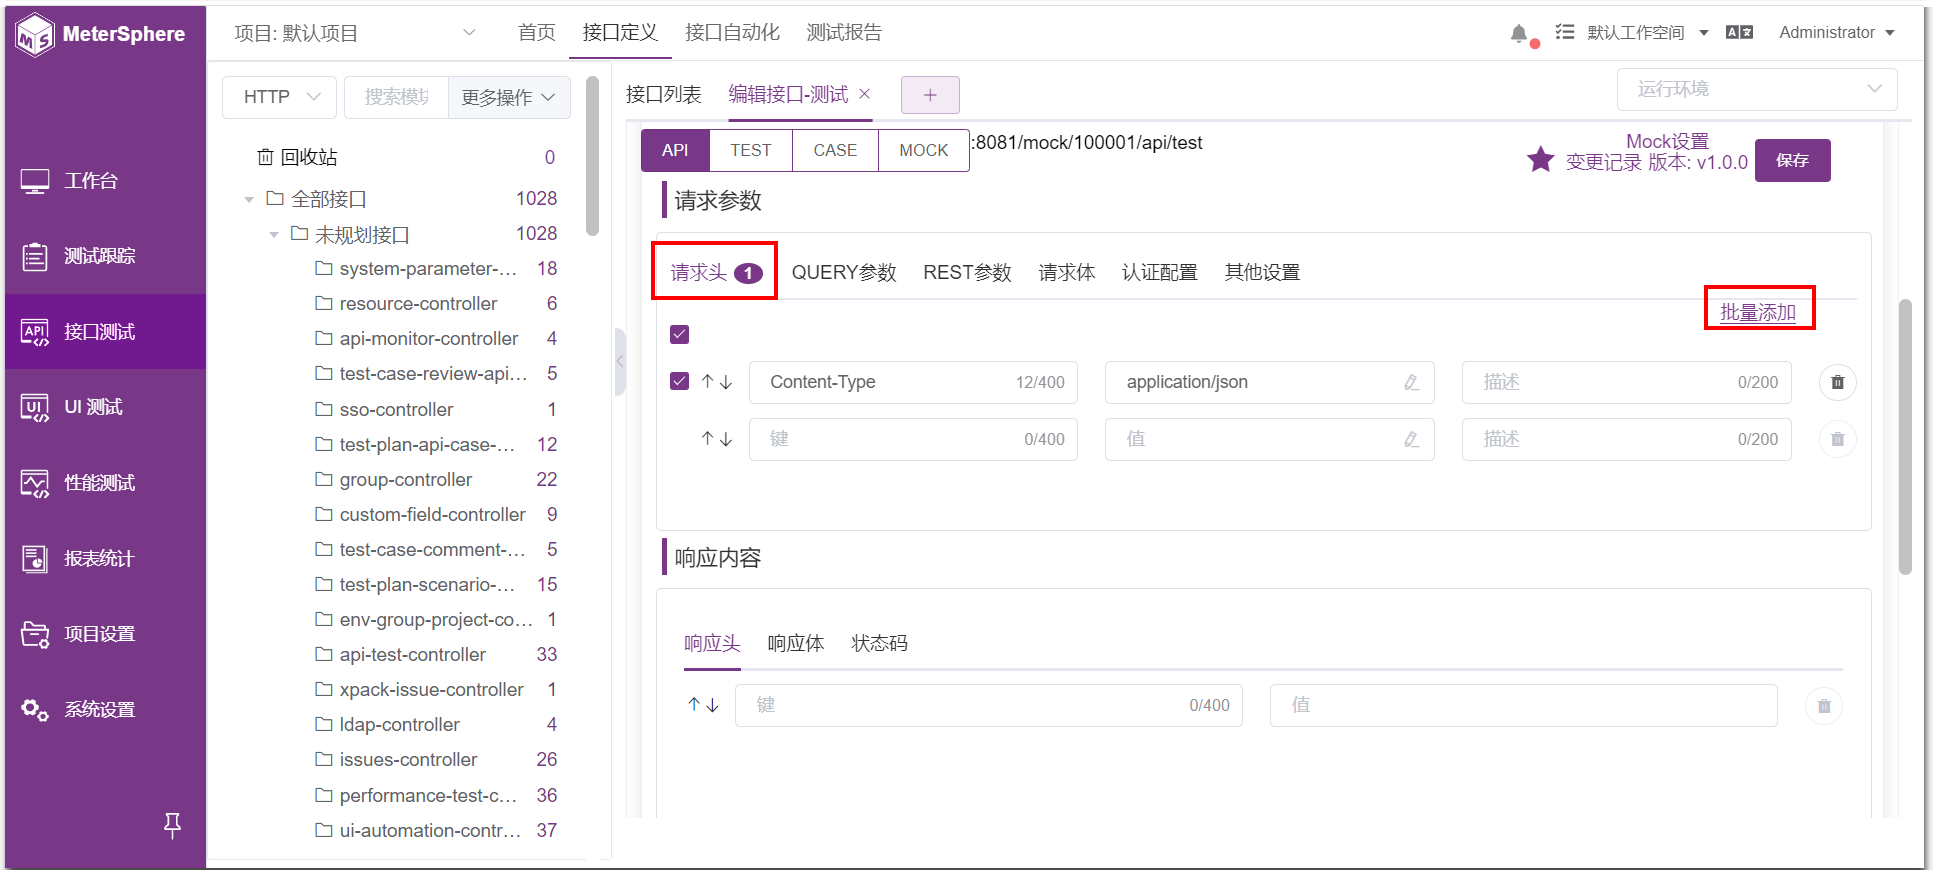 MeterSphere
项目: 默认项目
首页
接口定义
接口自动化
测试报告
默认工作空间
Administrator
工作台
测试跟踪
接口测试
UI 测试
性能测试
报表统计
项目设置
系统设置
HTTP
更多操作
回收站 0
全部接口 1028
未规划接口 1028
system-parameter-... 18
resource-controller 6
api-monitor-controller 4
test-case-review-api... 5
sso-controller 1
test-plan-api-case-... 12
group-controller 22
custom-field-controller 9
test-case-comment-... 5
test-plan-scenario-... 15
env-group-project-co... 1
api-test-controller 33
xpack-issue-controller 1
ldap-controller 4
issues-controller 26
performance-test-c... 36
ui-automation-contr... 37
接口列表
编辑接口-测试
+
运行环境
API TEST CASE MOCK
:8081/mock/100001/api/test
Mock设置
变更记录 版本: v1.0.0
保存
请求参数
请求头 1 QUERY参数 REST参数 请求体 认证配置 其他设置
批量添加
Content-Type 12/400 application/json 描述 0/200
键 0/400 值 描述 0/200
响应内容
响应头 响应体 状态码
键 0/400 值